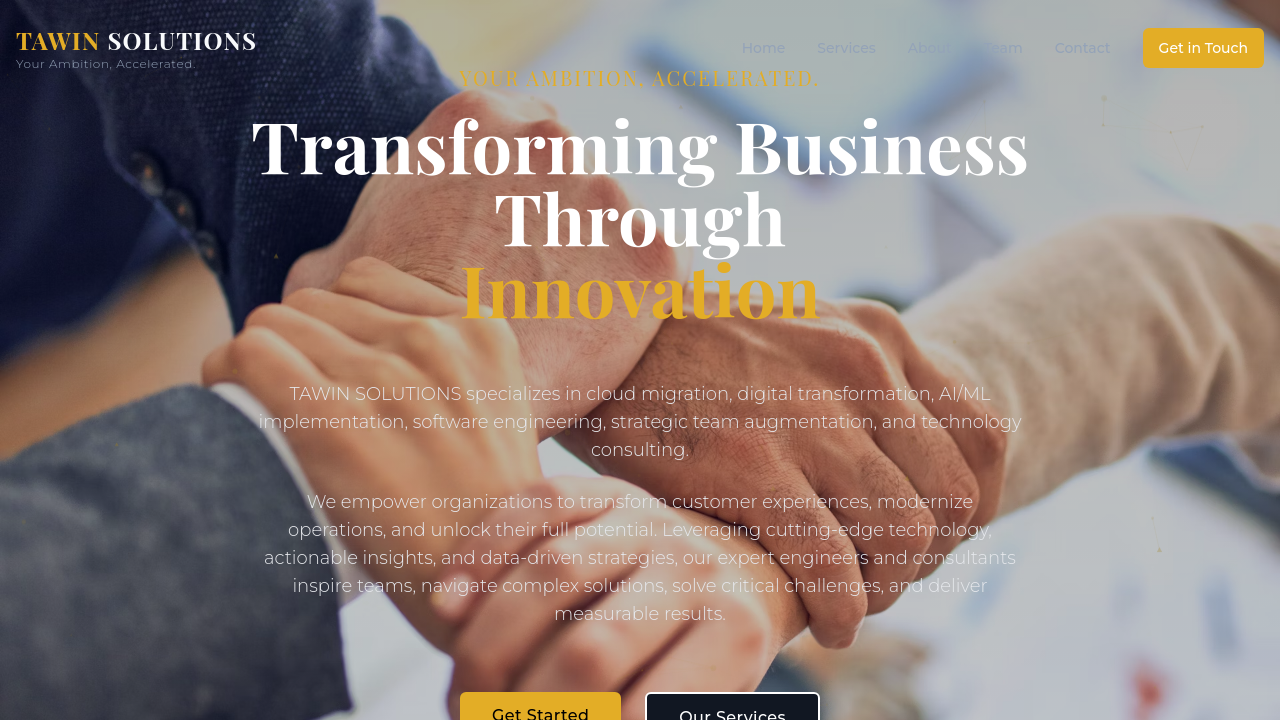 TAWIN SOLUTIONS
Your Ambition, Accelerated.
Home Services About Team Contact Get in Touch
YOUR AMBITION, ACCELERATED.
Transforming Business
Through
Innovation
TAWIN SOLUTIONS specializes in cloud migration, digital transformation, AI/ML
implementation, software engineering, strategic team augmentation, and technology
consulting.
We empower organizations to transform customer experiences, modernize
operations, and unlock their full potential. Leveraging cutting-edge technology,
actionable insights, and data-driven strategies, our expert engineers and consultants
inspire teams, navigate complex solutions, solve critical challenges, and deliver
measurable results.
Get Started Our Services